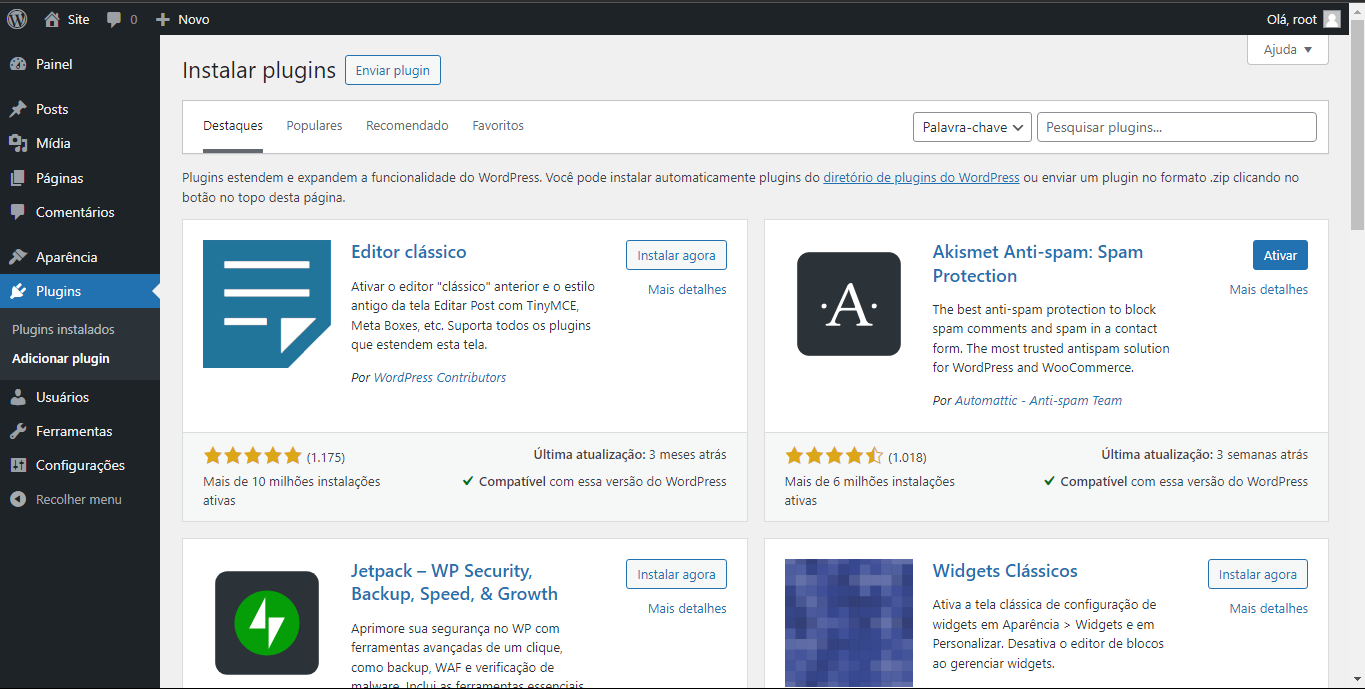 Site 0 Novo Olá, root
Ajuda
Painel
Posts
Mídia
Páginas
Comentários
Aparência
Plugins
Plugins instalados
Adicionar plugin
Usuários
Ferramentas
Configurações
Recolher menu
Instalar plugins Enviar plugin
Destaques Populares Recomendado Favoritos Palavra-chave Pesquisar plugins...
Plugins estendem e expandem a funcionalidade do WordPress. Você pode instalar automaticamente plugins do diretório de plugins do WordPress ou enviar um plugin no formato .zip clicando no
botão no topo desta página.
Editor clássico
Instalar agora
Mais detalhes
Ativar o editor "clássico" anterior e o estilo
antigo da tela Editar Post com TinyMCE,
Meta Boxes, etc. Suporta todos os plugins
que estendem esta tela.
Por WordPress Contributors
(1.175)
Mais de 10 milhões instalações
ativas
Última atualização: 3 meses atrás
Compatível com essa versão do WordPress
A
Akismet Anti-spam: Spam
Protection
Ativar
Mais detalhes
The best anti-spam protection to block
spam comments and spam in a contact
form. The most trusted antispam solution
for WordPress and WooCommerce.
Por Automattic - Anti-spam Team
(1.018)
Mais de 6 milhões instalações
ativas
Última atualização: 3 semanas atrás
Compatível com essa versão do WordPress
Jetpack – WP Security,
Backup, Speed, & Growth
Instalar agora
Mais detalhes
Aprimore sua segurança no WP com
ferramentas avançadas de um clique,
como backup, WAF e verificação de
malware. Inclui as ferramentas essenciais
Widgets Clássicos
Instalar agora
Mais detalhes
Ativa a tela clássica de configuração de
widgets em Aparência > Widgets e em
Personalizar. Desativa o editor de blocos
ao gerenciar widgets.